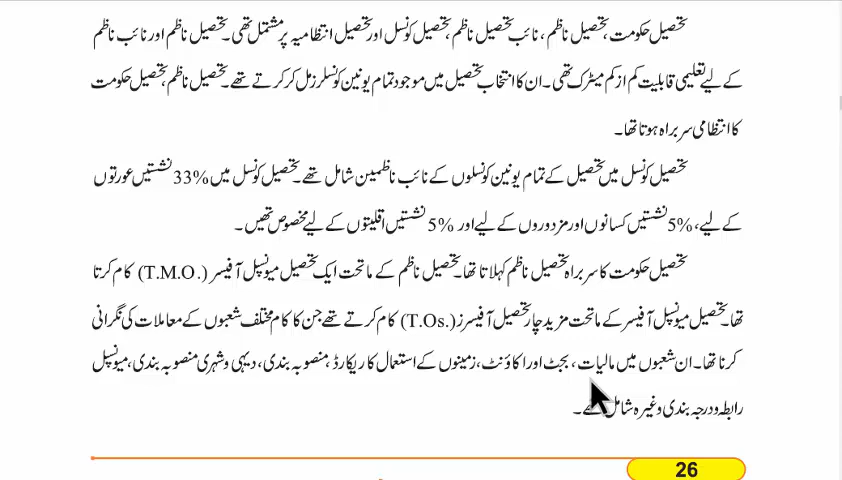 تحصیل حکومت، تحصیل ناظم، نائب تحصیل ناظم، تحصیل کونسل اور تحصیل انتظامیہ پر مشتمل تھی۔ تحصیل ناظم اور نائب ناظم
کے لیے تعلیمی قابلیت کم از کم میٹرک تھی۔ ان کا انتخاب تحصیل میں موجود تمام یونین کونسلرز مل کر کرتے تھے۔ تحصیل ناظم، تحصیل حکومت
کا انتظامی سربراہ ہوتا تھا۔
تحصیل کونسل میں تحصیل کے تمام یونین کونسلوں کے نائب ناظمین شامل تھے۔ تحصیل کونسل میں 33% نشستیں عورتوں
کے لیے، 5% نشستیں کسانوں اور مزدوروں کے لیے اور 5% نشستیں اقلیتوں کے لیے مخصوص تھیں۔
تحصیل حکومت کا سربراہ تحصیل ناظم کہلاتا تھا۔ تحصیل ناظم کے ماتحت ایک تحصیل میونسپل آفیسر (T.M.O.) کام کرتا
تھا۔ تحصیل میونسپل آفیسر کے ماتحت مزید چار تحصیل آفیسرز (T.Os.) کام کرتے تھے جن کا کام مختلف شعبوں کے معاملات کی نگرانی
کرنا تھا۔ ان شعبوں میں مالیات، بجٹ اور اکاؤنٹ، زمینوں کے استعمال کا ریکارڈ، منصوبہ بندی، دیہی و شہری منصوبہ بندی، میونسپل
رابطہ و درجہ بندی وغیرہ شامل تھے۔
26